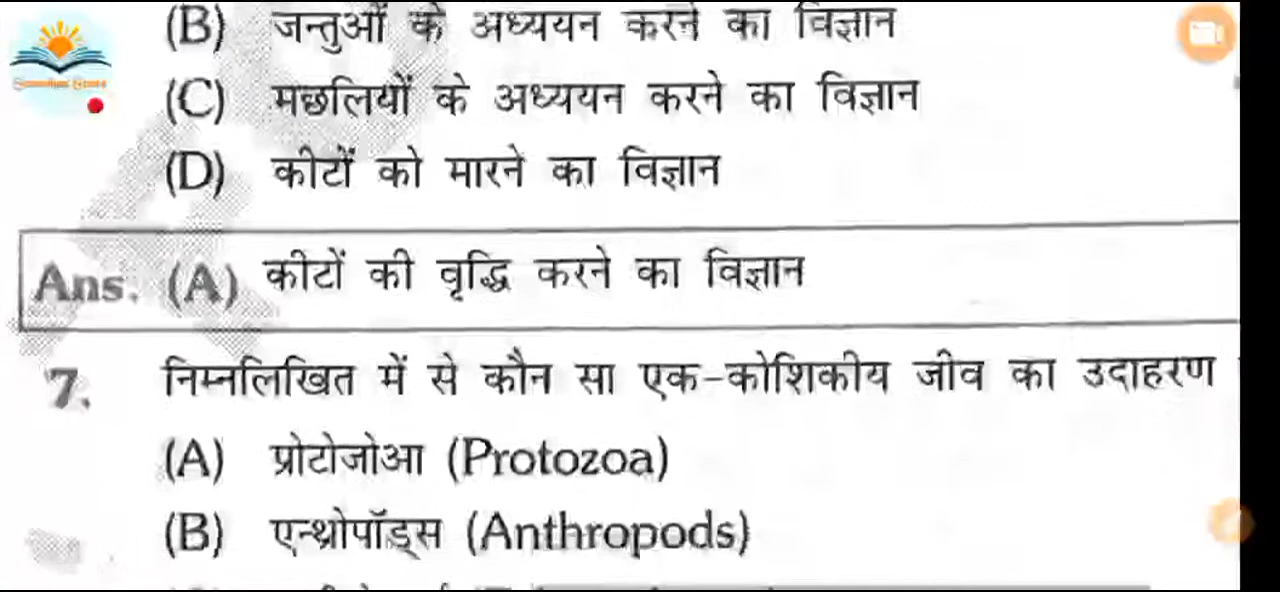 (B) जन्तुओं के अध्ययन करने का विज्ञान
(C) मछलियों के अध्ययन करने का विज्ञान
(D) कीटों को मारने का विज्ञान
Ans. (A) कीटों की वृद्धि करने का विज्ञान
7. निम्नलिखित में से कौन सा एक-कोशिकीय जीव का उदाहरण
(A) प्रोटोजोआ (Protozoa)
(B) एन्थ्रोपॉड्स (Anthropods)